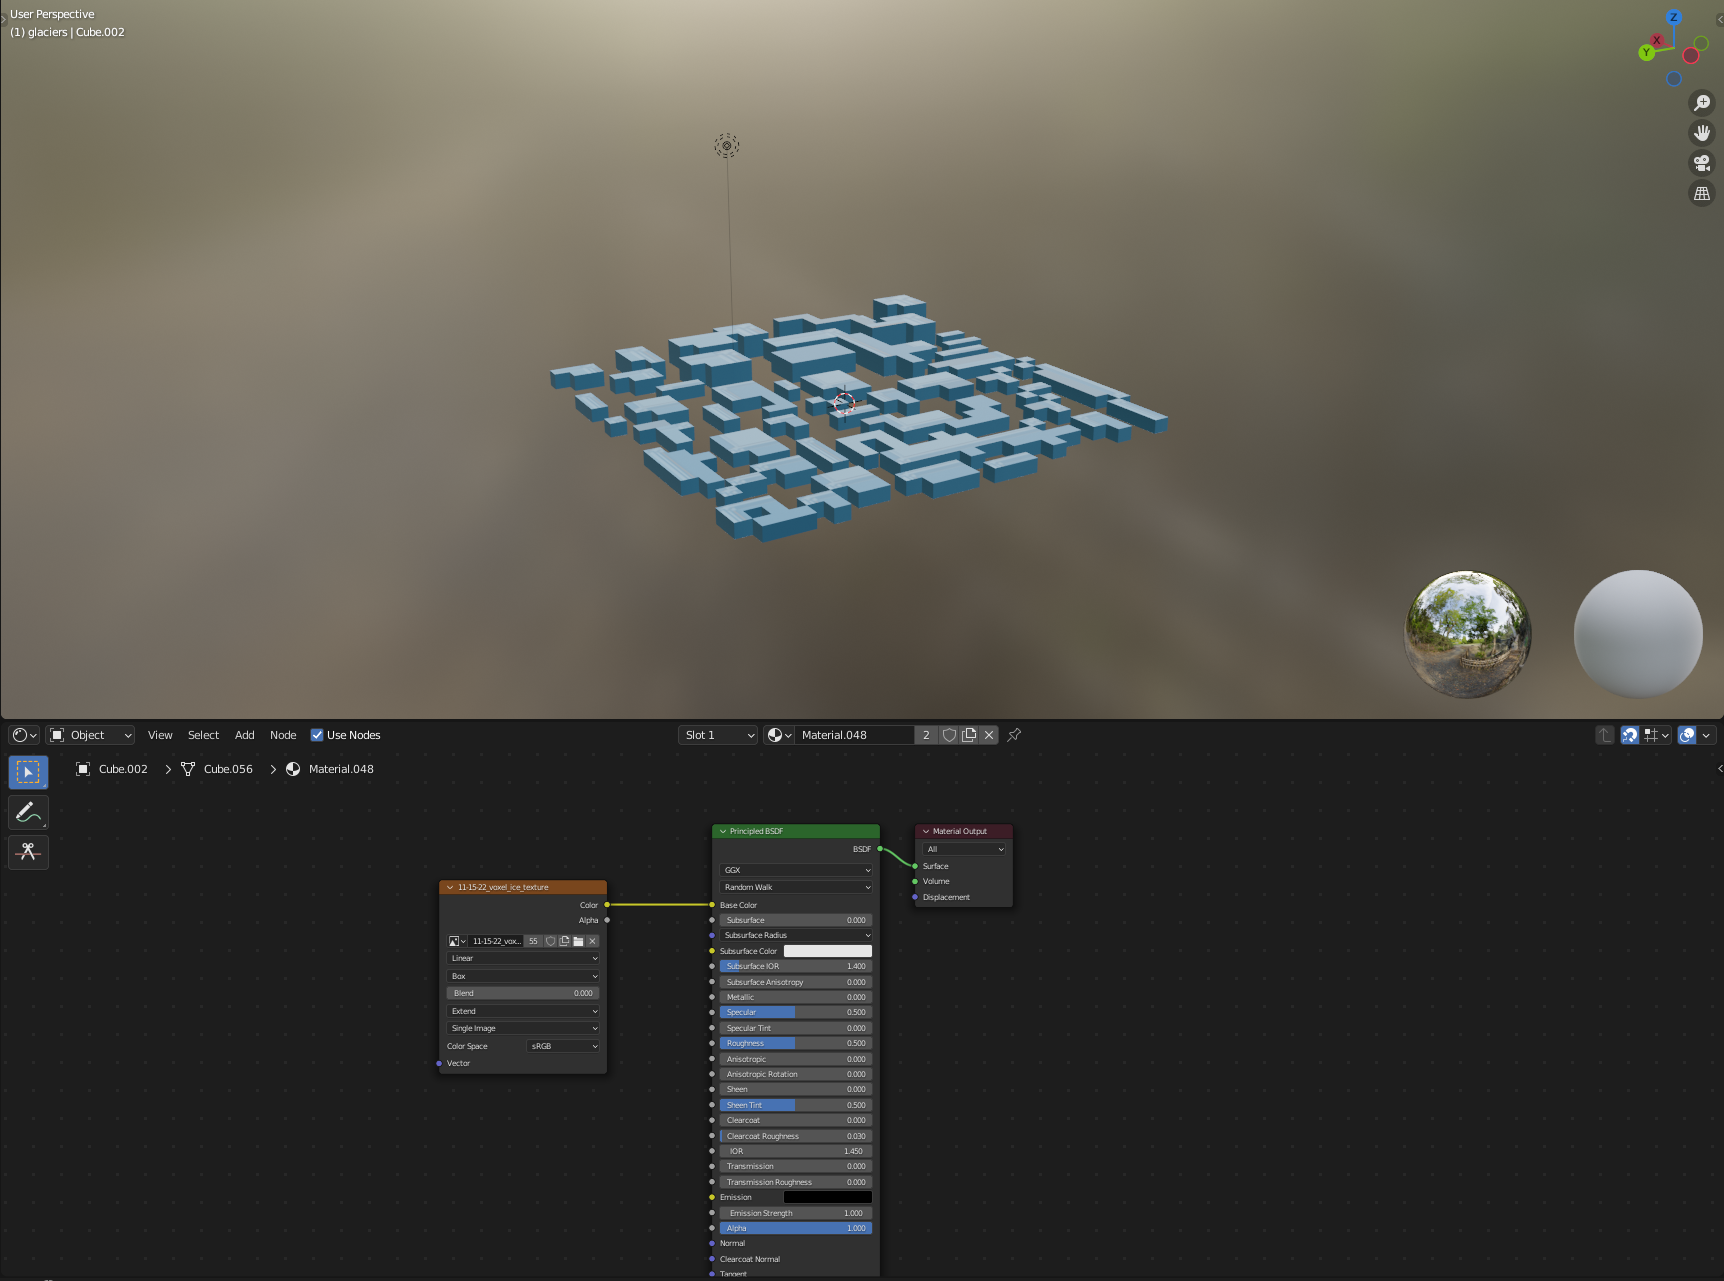 User Perspective
(1) glaciers | Cube.002
Z
X
Y
Object
View
Select
Add
Node
Use Nodes
Slot 1
Material.048
2
Cube.002
Cube.056
Material.048
11-15-22_voxel_ice_texture
Color
Alpha
11-15-22_vox...
55
Linear
Box
Blend 0.000
Extend
Single Image
Color Space sRGB
Vector
Principled BSDF
BSDF
GGX
Random Walk
Base Color
Subsurface 0.000
Subsurface Radius
Subsurface Color
Subsurface IOR 1.400
Subsurface Anisotropy 0.000
Metallic 0.000
Specular 0.500
Specular Tint 0.000
Roughness 0.500
Anisotropic 0.000
Anisotropic Rotation 0.000
Sheen 0.000
Sheen Tint 0.500
Clearcoat 0.000
Clearcoat Roughness 0.030
IOR 1.450
Transmission 0.000
Transmission Roughness 0.000
Emission
Emission Strength 1.000
Alpha 1.000
Normal
Clearcoat Normal
Tangent
Material Output
All
Surface
Volume
Displacement